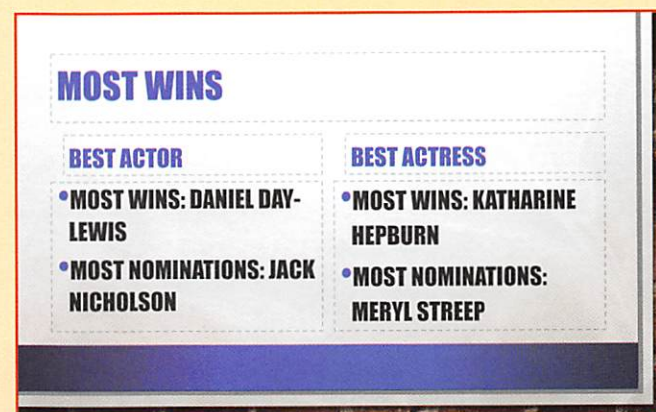 MOST WINS
BEST ACTOR
•MOST WINS: DANIEL DAY-
LEWIS
•MOST NOMINATIONS: JACK
NICHOLSON
BEST ACTRESS
•MOST WINS: KATHARINE
HEPBURN
•MOST NOMINATIONS:
MERYL STREEP